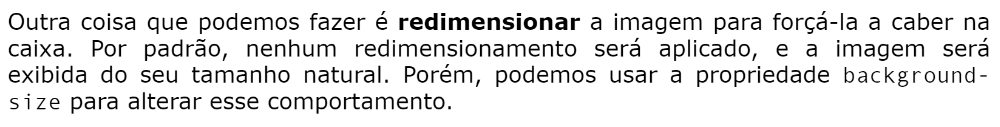 Outra coisa que podemos fazer é redimensionar a imagem para forçá-la a caber na
caixa. Por padrão, nenhum redimensionamento será aplicado, e a imagem será
exibida do seu tamanho natural. Porém, podemos usar a propriedade background-
size para alterar esse comportamento.